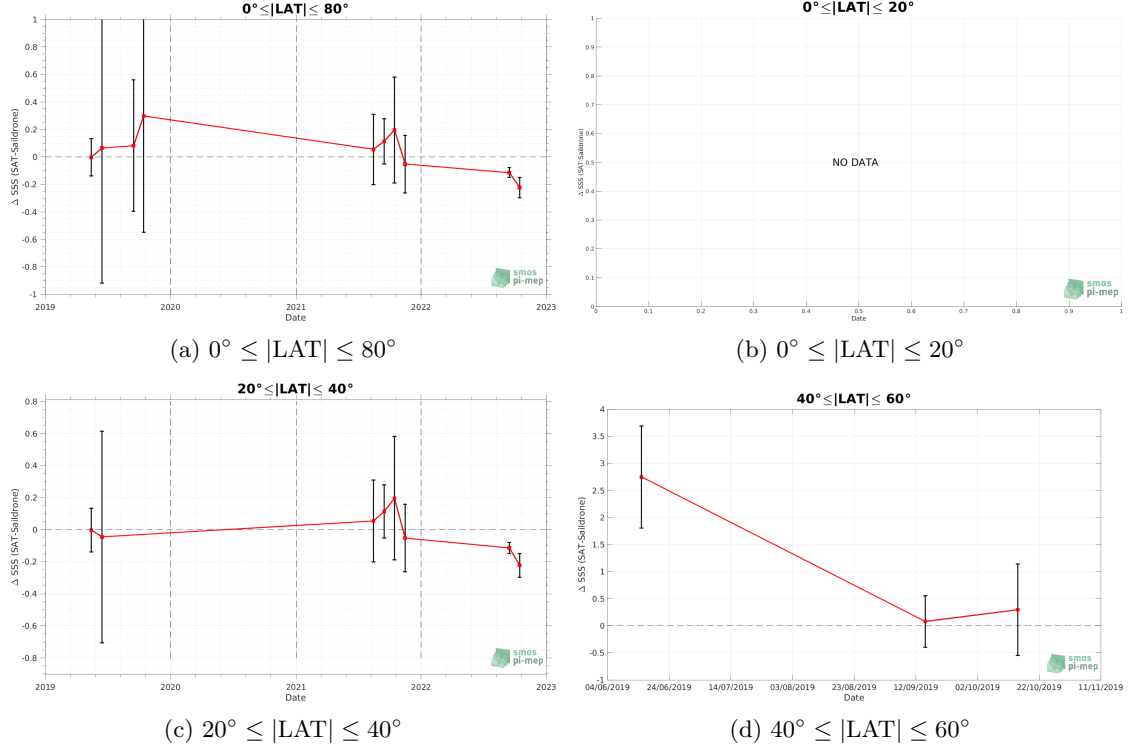 0°≤|LAT|≤ 80°
1
0.8
0.6
0.4
0.2
0
-0.2
-0.4
-0.6
-0.8
-1
Δ SSS (SAT-Saildrone)
2019
2020
2021
2022
2023
Date
smos
pi-mep
(a) 0° ≤ |LAT| ≤ 80°
0°≤|LAT|≤ 20°
1
0.9
0.8
0.7
0.6
0.5
0.4
0.3
0.2
0.1
0
Δ SSS (SAT-Saildrone)
NO DATA
0
0.1
0.2
0.3
0.4
0.5
0.6
0.7
0.8
0.9
1
Date
smos
pi-mep
(b) 0° ≤ |LAT| ≤ 20°
20°≤|LAT|≤ 40°
0.8
0.6
0.4
0.2
0
-0.2
-0.4
-0.6
-0.8
Δ SSS (SAT-Saildrone)
2019
2020
2021
2022
2023
Date
smos
pi-mep
(c) 20° ≤ |LAT| ≤ 40°
40°≤|LAT|≤ 60°
4
3.5
3
2.5
2
1.5
1
0.5
0
-0.5
-1
Δ SSS (SAT-Saildrone)
04/06/2019
24/06/2019
14/07/2019
03/08/2019
23/08/2019
12/09/2019
02/10/2019
22/10/2019
11/11/2019
Date
smos
pi-mep
(d) 40° ≤ |LAT| ≤ 60°